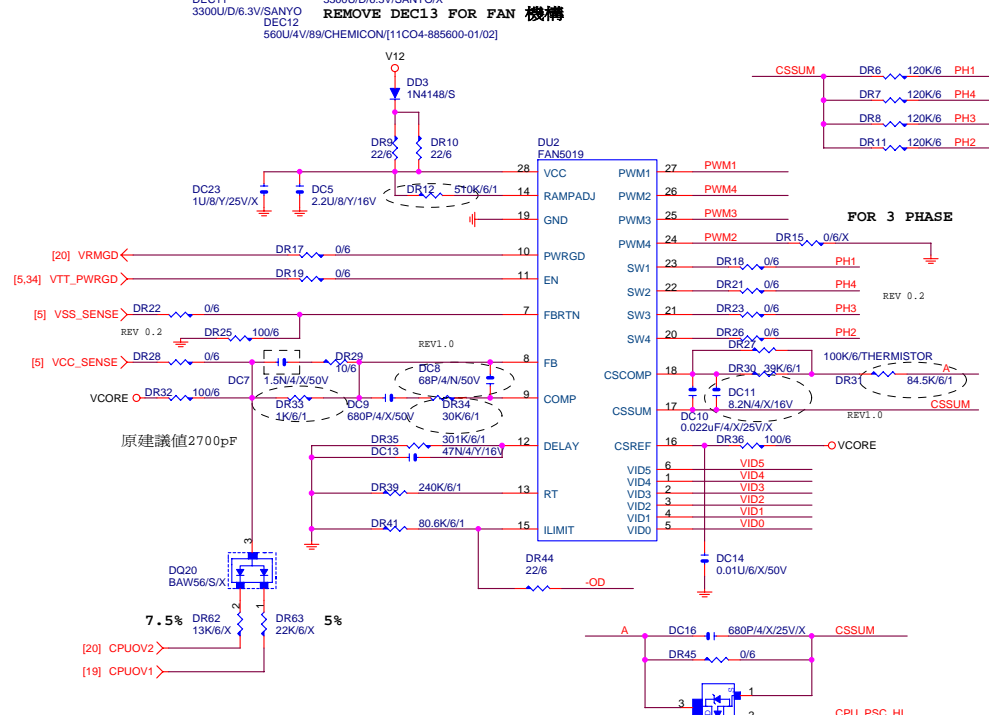 3300U/D/6.3V/SANYO
REMOVE DEC13 FOR FAN 機構
DEC12
560U/4V/89/CHEMICON/[11CO4-885600-01/02]
V12
DD3
1N4148/S
DR9
22/6
DR10
22/6
DC23
1U/8/Y/25V/X
DC5
2.2U/8/Y/16V
DR12
510K/6/1
DU2
FAN5019
28 VCC
14 RAMPADJ
19 GND
10 PWRGD
11 EN
7 FBRTN
8 FB
9 COMP
12 DELAY
13 RT
15 ILIMIT
PWM1 27 PWM1
PWM2 26 PWM4
PWM3 25 PWM3
PWM4 24 PWM2
SW1 23
SW2 22
SW3 21
SW4 20
CSCOMP 18
CSSUM 17
CSREF 16
VID5 6 VID5
VID4 1 VID4
VID3 2 VID3
VID2 3 VID2
VID1 4 VID1
VID0 5 VID0
CSSUM
DR6 120K/6 PH1
DR7 120K/6 PH4
DR8 120K/6 PH3
DR11 120K/6 PH2
FOR 3 PHASE
DR15 0/6/X
DR18 0/6 PH1
DR21 0/6 PH4
DR23 0/6 PH3
DR26 0/6 PH2
REV 0.2
DR27
100K/6/THERMISTOR
DR30 39K/6/1
DR31 84.5K/6/1
A
DC11
8.2N/4/X/16V
DC10
0.022uF/4/X/25V/X
CSSUM
REV1.0
DR36 100/6
VCORE
DC14
0.01U/6/X/50V
[20] VRMGD
DR17 0/6
[5,34] VTT_PWRGD
DR19 0/6
[5] VSS_SENSE
DR22 0/6
REV 0.2
DR25 100/6
[5] VCC_SENSE
DR28 0/6
DC7
1.5N/4/X/50V
DR29
10/6
REV1.0
DC8
68P/4/N/50V
VCORE
DR32 100/6
DR33
1K/6/1
DC9
680P/4/X/50V
DR34
30K/6/1
原建議值2700pF
DR35 301K/6/1
DC13 47N/4/Y/16V
DR39 240K/6/1
DR41 80.6K/6/1
DR44
22/6
-OD
3
DQ20
BAW56/S/X
2
1
7.5%
DR62
13K/6/X
DR63
22K/6/X
5%
[20] CPUOV2
[19] CPUOV1
A
DC16 680P/4/X/25V/X
CSSUM
DR45 0/6
3
1